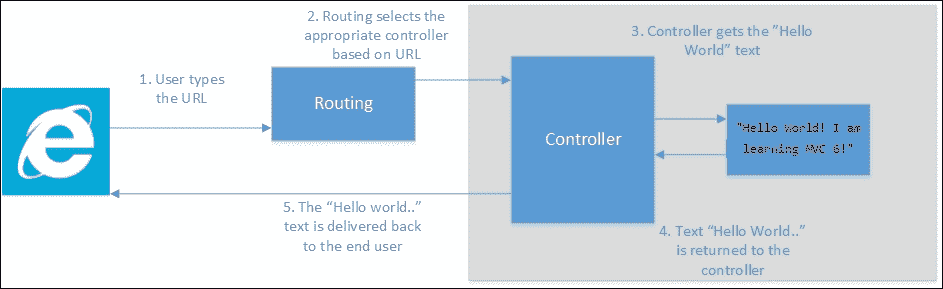 1. User types
the URL
2. Routing selects the
appropriate controller
based on URL
Routing
3. Controller gets the "Hello
World" text
Controller
"Hello world! I am
learning MVC 6!"
4. Text "Hello World.."
is returned to the
controller
5. The "Hello world.."
text is delivered back
to the end user